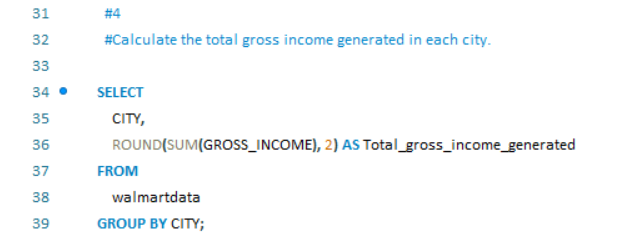 31 #4
32 #Calculate the total gross income generated in each city.
33
34 SELECT
35 CITY,
36 ROUND(SUM(GROSS_INCOME), 2) AS Total_gross_income_generated
37 FROM
38 walmartdata
39 GROUP BY CITY;